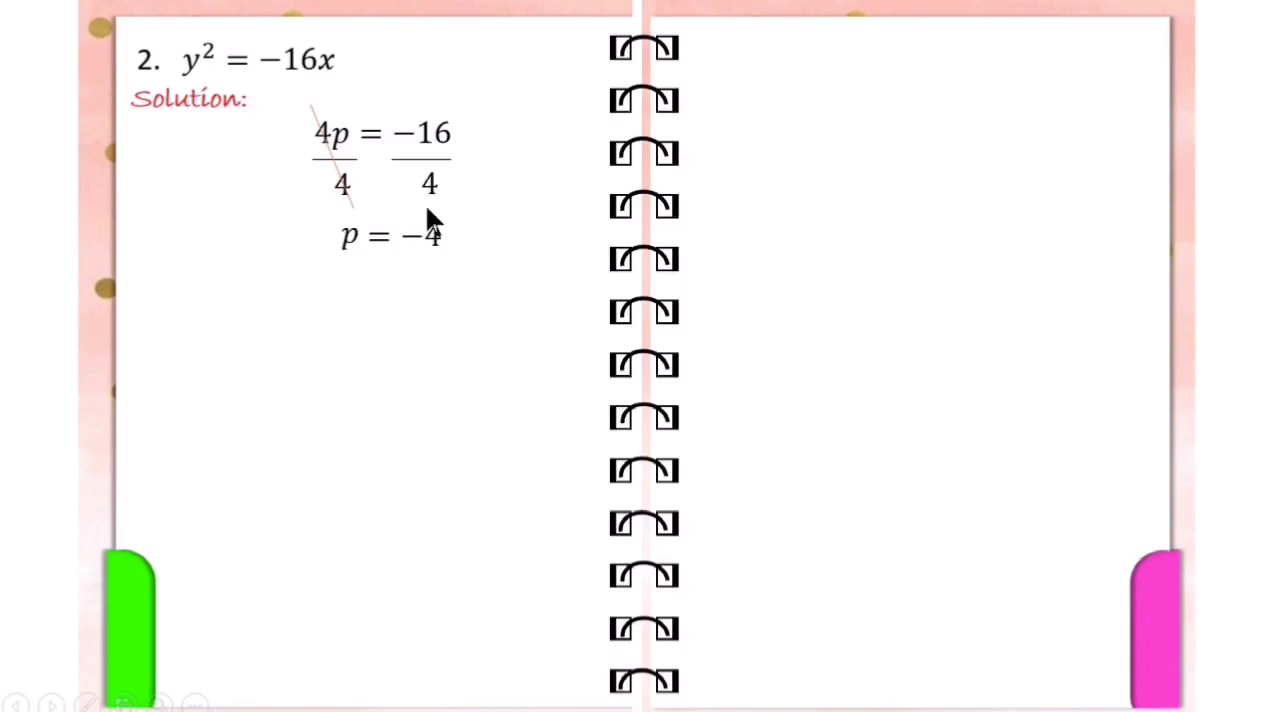 2. y² = −16x
Solution:
4p = −16
4 4
p = −4